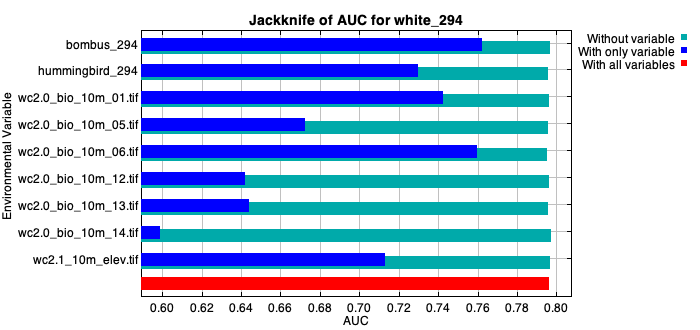 Jackknife of AUC for white_294
Without variable
With only variable
With all variables
Environmental Variable
bombus_294
hummingbird_294
wc2.0_bio_10m_01.tif
wc2.0_bio_10m_05.tif
wc2.0_bio_10m_06.tif
wc2.0_bio_10m_12.tif
wc2.0_bio_10m_13.tif
wc2.0_bio_10m_14.tif
wc2.1_10m_elev.tif
0.60 0.62 0.64 0.66 0.68 0.70 0.72 0.74 0.76 0.78 0.80
AUC